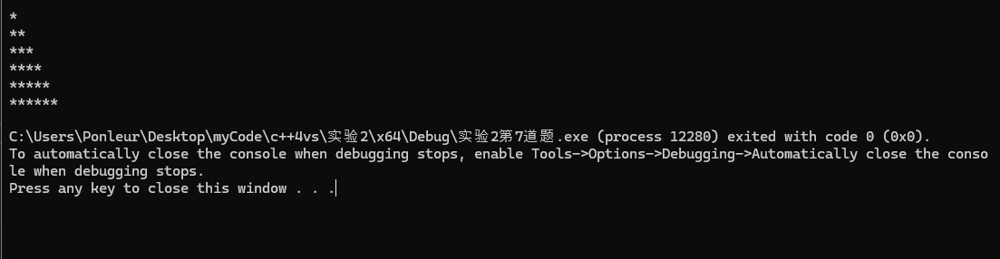 *
**
***
****
*****
******
C:\Users\Ponleur\Desktop\myCode\c++4vs\实验2\x64\Debug\实验2第7道题.exe (process 12280) exited with code 0 (0x0).
To automatically close the console when debugging stops, enable Tools->Options->Debugging->Automatically close the conso
le when debugging stops.
Press any key to close this window . . .